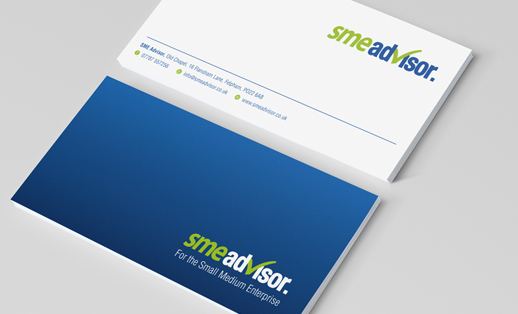 smeadvisor.
SME Advisor, Old Chapel, 16 Flansham Lane, Felpham, PO22 6AB
07787 557256
info@smeadvisor.co.uk
www.smeadvisor.co.uk
smeadvisor.
For the Small Medium Enterprise